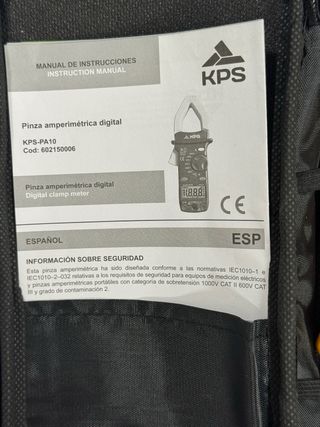 MANUAL DE INSTRUCCIONES
INSTRUCTION MANUAL
KPS
Pinza amperimétrica digital
KPS-PA10
Cod: 602150006
KPS
Pinza amperimétrica digital
Digital clamp meter
CE
ESPAÑOL
ESP
INFORMACIÓN SOBRE SEGURIDAD
Esta pinza amperimétrica ha sido diseñada conforme a las normativas IEC1010–1 e
IEC1010–2–032 relativas a los requisitos de seguridad para equipos de medición eléctricos
y pinzas amperimétricas portátiles con categoría de sobretensión 1000V CAT II 600V CAT
III y grado de contaminación 2.